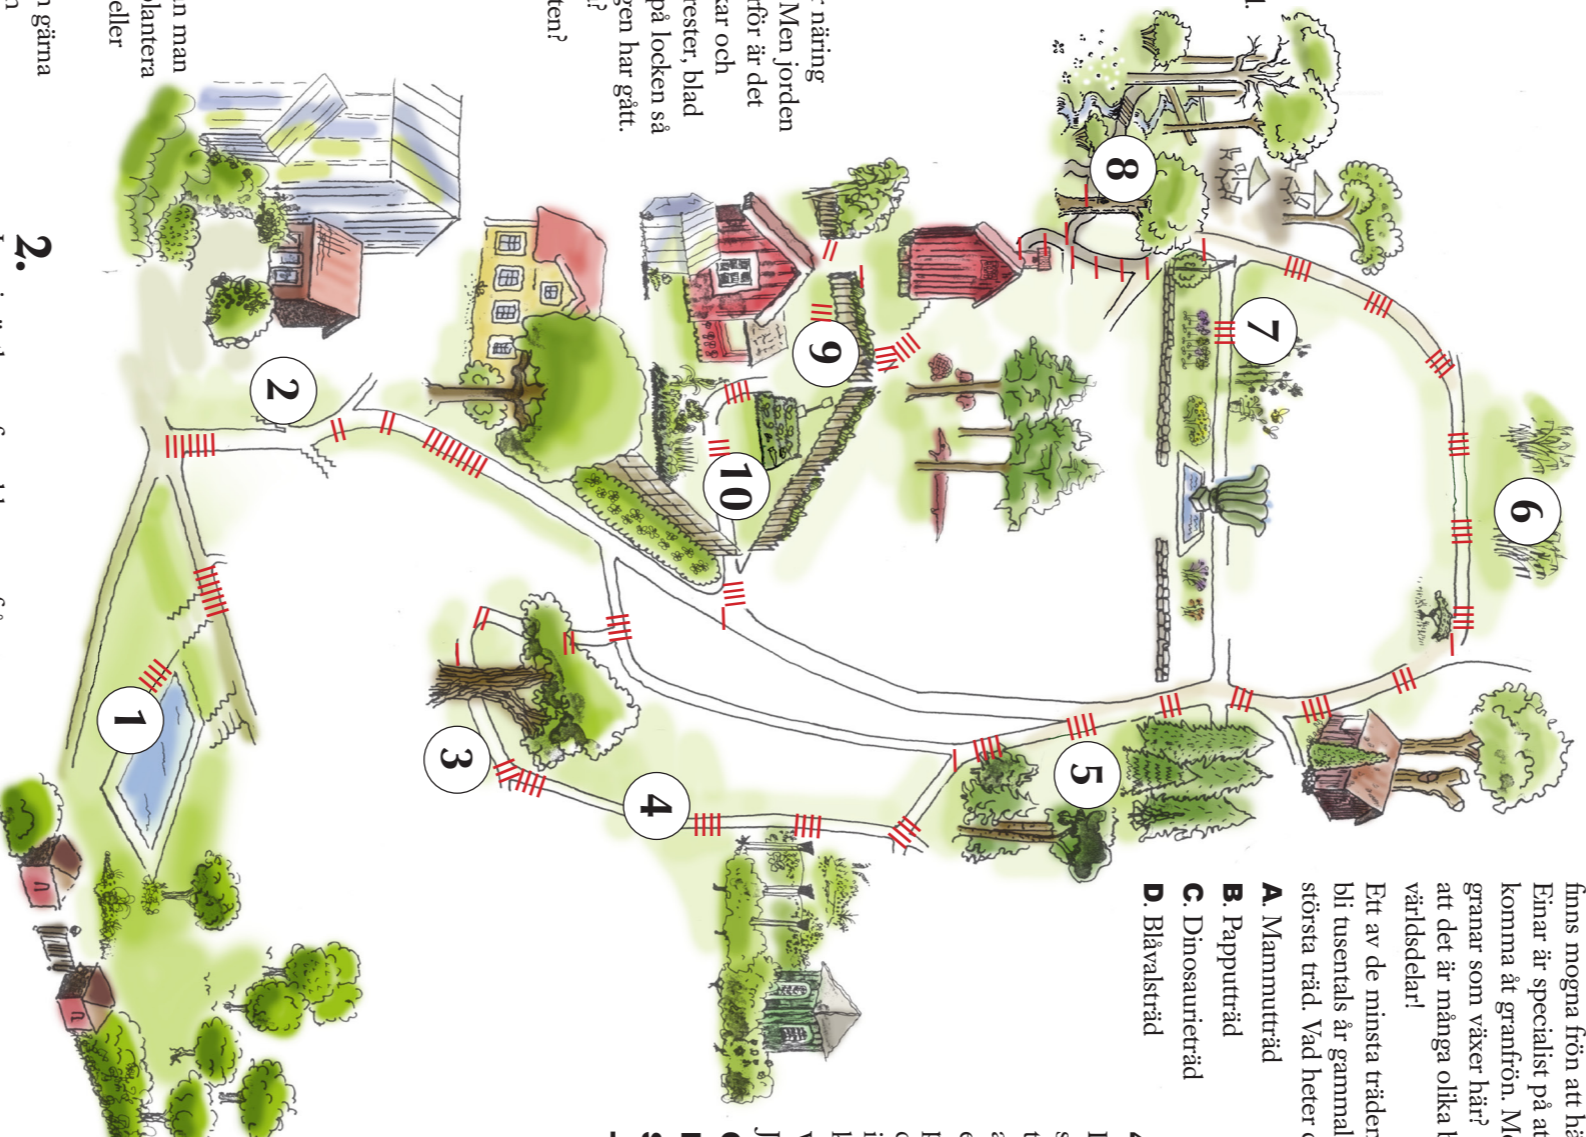 finns mogna frön att hä
Einar är specialist på at
komma åt granfrön. M
granar som växer här?
att det är många olika
världsdelar!
Ett av de minsta träden
bli tusentals år gammal
största träd. Vad heter
A. Mammutträd
B. Papputträd
C. Dinosaurieträd
D. Blåvalsträd
6
7
8
5
9
10
4
3
2
1
näring
Men jorden
för är det
kar och
rester, blad
på locken så
gen har gått.
ten?
n man
plantera
eller
n gärna
2.